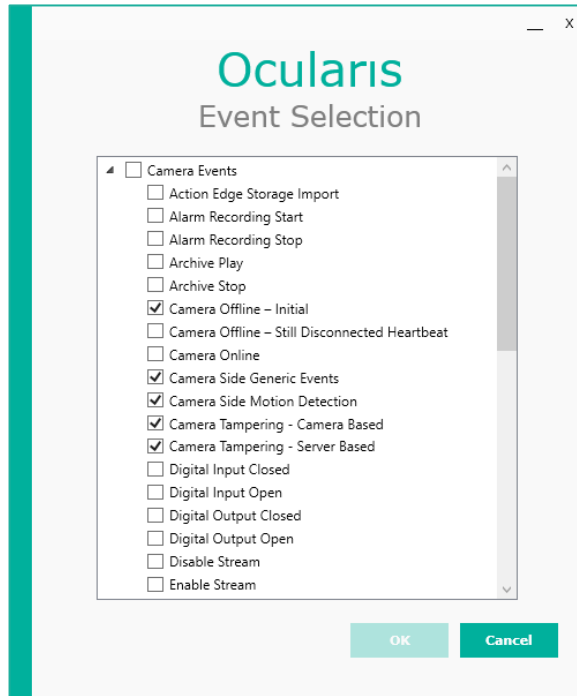 x
Ocularıs
Event Selection
Camera Events
Action Edge Storage Import
Alarm Recording Start
Alarm Recording Stop
Archive Play
Archive Stop
Camera Offline – Initial
Camera Offline – Still Disconnected Heartbeat
Camera Online
Camera Side Generic Events
Camera Side Motion Detection
Camera Tampering - Camera Based
Camera Tampering - Server Based
Digital Input Closed
Digital Input Open
Digital Output Closed
Digital Output Open
Disable Stream
Enable Stream
OK Cancel